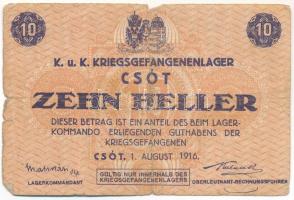 10 10
K. u. K. KRIEGSGEFANGENENLAGER
CSÓT
ZEHN HELLER
DIESER BETRAG IST EIN ANTEIL DES BEIM LAGER-
KOMMANDO ERLIEGENDEN GUTHABENS DER
KRIEGSGEFANGENEN
CSÓT, 1. AUGUST 1916.
LAGERKOMMANDANT
GÜLTIG NUR INNERHALB DES
KRIEGSGEFANGENENLAGERS
OBERLEUTNANT-RECHNUNGSFÜHRER